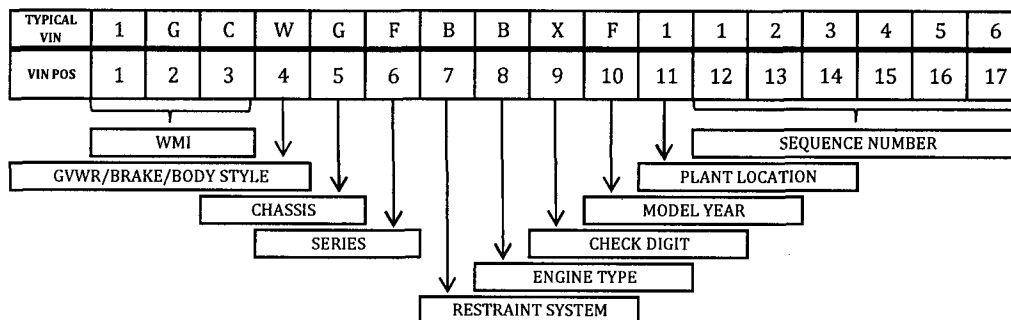 TYPICAL VIN 1 G C W G F B B X F 1 1 2 3 4 5 6
VIN POS 1 2 3 4 5 6 7 8 9 10 11 12 13 14 15 16 17
WMI SEQUENCE NUMBER
GVWR/BRAKE/BODY STYLE PLANT LOCATION
CHASSIS MODEL YEAR
SERIES CHECK DIGIT
ENGINE TYPE
RESTRAINT SYSTEM